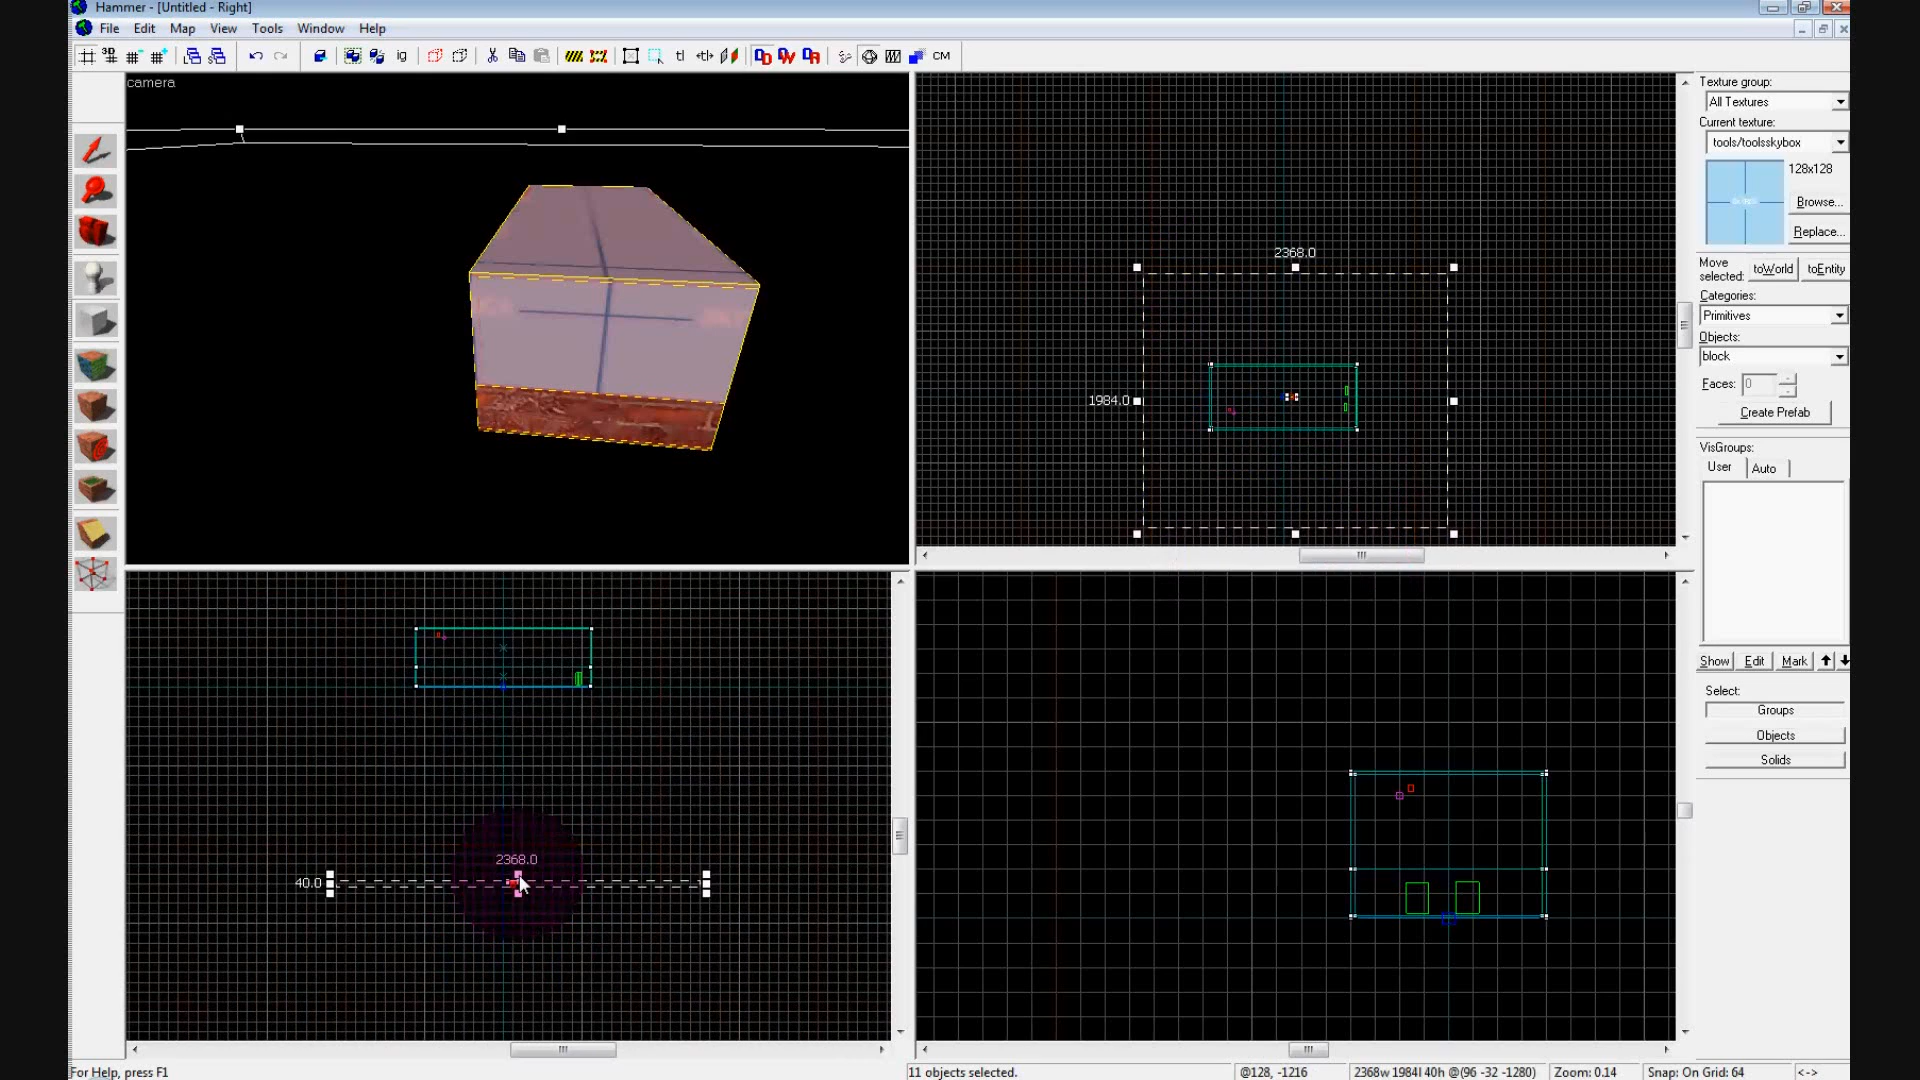 Hammer - [Untitled - Right]
File Edit Map View Tools Window Help
3D
ig
tl
CM
camera
2368.0
1984.0
2368.0
40.0
Texture group:
All Textures
Current texture:
tools/toolsskybox
128x128
Browse...
Replace...
Move selected:
toWorld
toEntity
Categories:
Primitives
Objects:
block
Faces:
0
Create Prefab
VisGroups:
User
Auto
Show
Edit
Mark
Select:
Groups
Objects
Solids
For Help, press F1
11 objects selected.
@128, -1216
2368w 1984l 40h @(96 -32 -1280)
Zoom: 0.14
Snap: On Grid: 64
<->